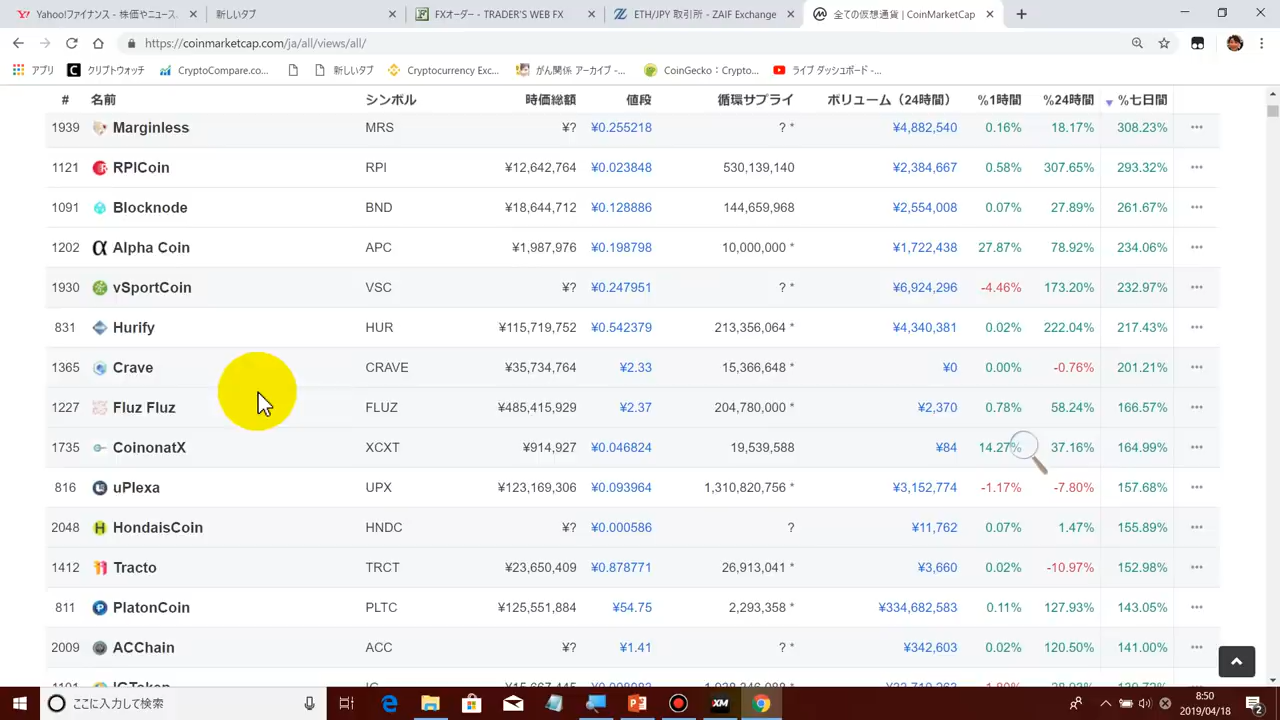 Yahoo!ファイナンス - 株価やニュース、
新しいタブ
FXオーダー - TRADER'S WEB FX
ETH/JPY 取引所 - ZAIF Exchange
全ての仮想通貨 | CoinMarketCap
https://coinmarketcap.com/ja/all/views/all/
アプリ
クリプトウォッチ
CryptoCompare.co...
新しいタブ
Cryptocurrency Exc...
がん関係 アーカイブ -...
CoinGecko：Crypto...
ライブ ダッシュボード -...
# 名前 シンボル 時価総額 値段 循環サプライ ボリューム（24時間） %1時間 %24時間 %七日間
1939 Marginless MRS ¥? ¥0.255218 ? * ¥4,882,540 0.16% 18.17% 308.23%
1121 RPICoin RPI ¥12,642,764 ¥0.023848 530,139,140 ¥2,384,667 0.58% 307.65% 293.32%
1091 Blocknode BND ¥18,644,712 ¥0.128886 144,659,968 ¥2,554,008 0.07% 27.89% 261.67%
1202 Alpha Coin APC ¥1,987,976 ¥0.198798 10,000,000 * ¥1,722,438 27.87% 78.92% 234.06%
1930 vSportCoin VSC ¥? ¥0.247951 ? * ¥6,924,296 -4.46% 173.20% 232.97%
831 Hurify HUR ¥115,719,752 ¥0.542379 213,356,064 * ¥4,340,381 0.02% 222.04% 217.43%
1365 Crave CRAVE ¥35,734,764 ¥2.33 15,366,648 * ¥0 0.00% -0.76% 201.21%
1227 Fluz Fluz FLUZ ¥485,415,929 ¥2.37 204,780,000 * ¥2,370 0.78% 58.24% 166.57%
1735 CoinonatX XCXT ¥914,927 ¥0.046824 19,539,588 ¥84 14.27% 37.16% 164.99%
816 uPlexa UPX ¥123,169,306 ¥0.093964 1,310,820,756 * ¥3,152,774 -1.17% -7.80% 157.68%
2048 HondaisCoin HNDC ¥? ¥0.000586 ? ¥11,762 0.07% 1.47% 155.89%
1412 Tracto TRCT ¥23,650,409 ¥0.878771 26,913,041 * ¥3,660 0.02% -10.97% 152.98%
811 PlatonCoin PLTC ¥125,551,884 ¥54.75 2,293,358 * ¥334,682,583 0.11% 127.93% 143.05%
2009 ACChain ACC ¥? ¥1.41 ? * ¥342,603 0.02% 120.50% 141.00%
ここに入力して検索
XM
8:50
2019/04/18
2